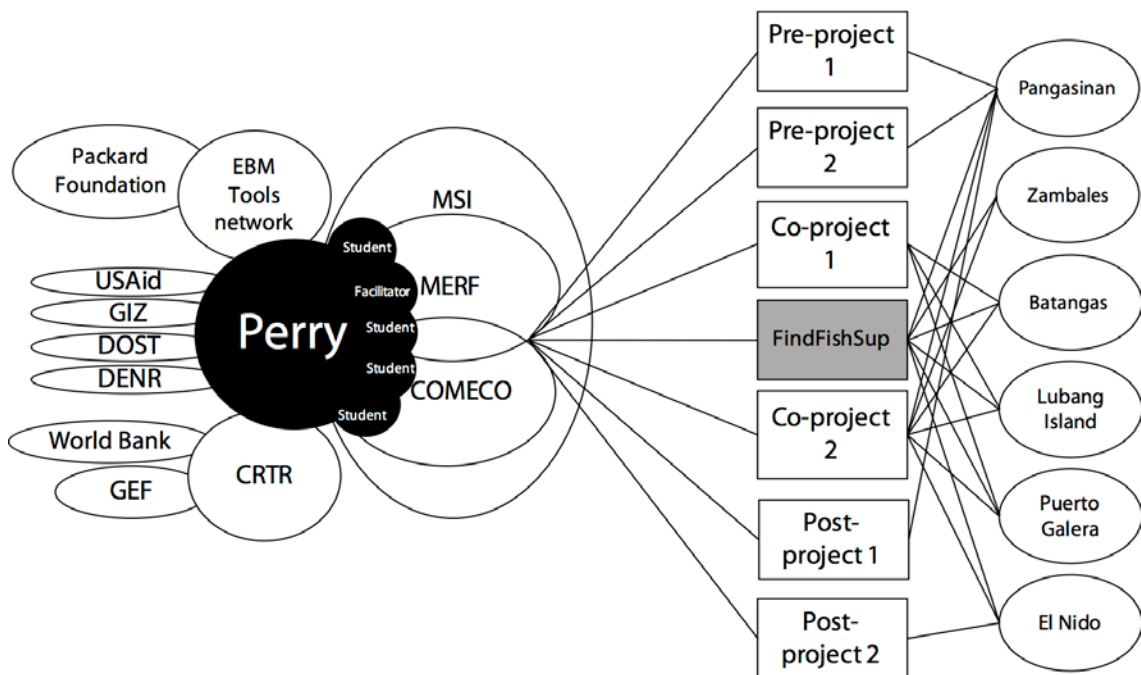 Packard
Foundation
EBM
Tools
network
USAid
GIZ
DOST
DENR
World Bank
GEF
CRTR
Perry
Student
Facilitator
Student
Student
Student
MSI
MERF
COMECO
Pre-project
1
Pre-project
2
Co-project
1
FindFishSup
Co-project
2
Post-
project 1
Post-
project 2
Pangasinan
Zambales
Batangas
Lubang
Island
Puerto
Galera
El Nido